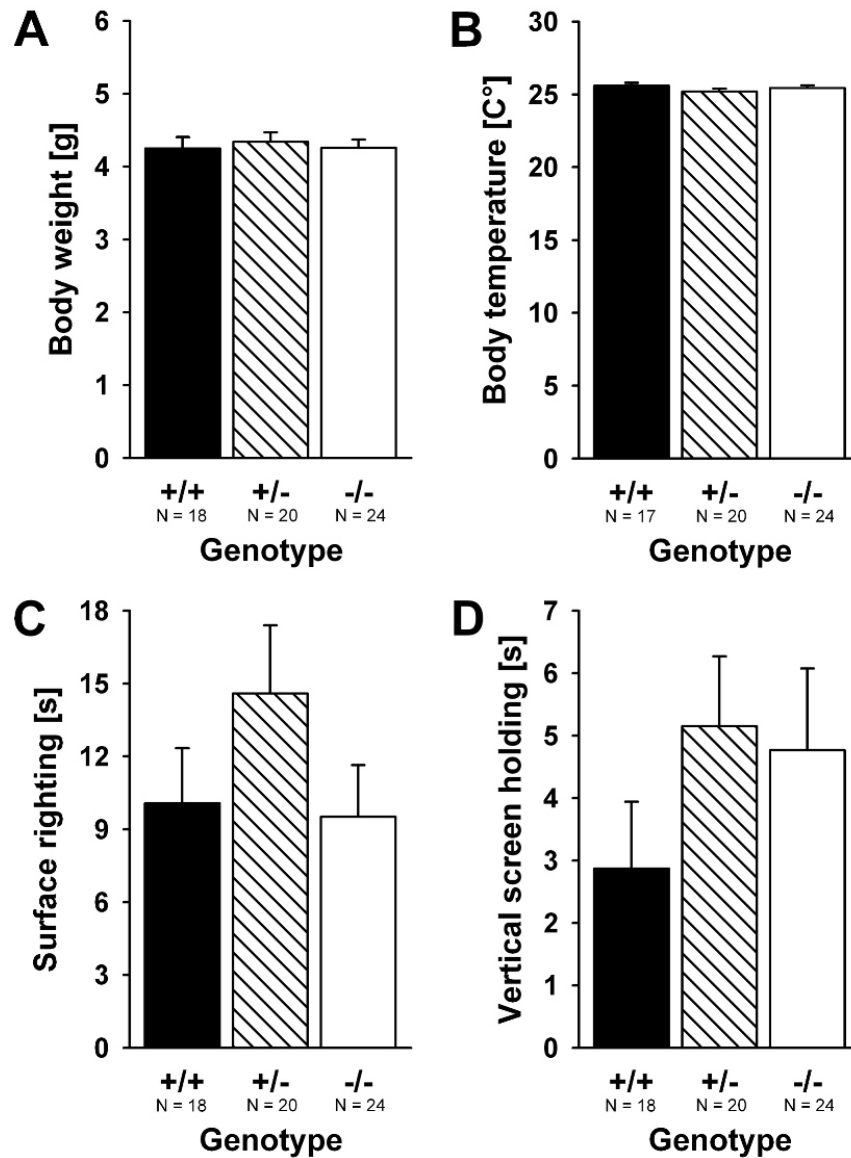 A
Body weight [g]
6
5
4
3
2
1
0
+/+ +/- -/-
N = 18 N = 20 N = 24
Genotype
B
Body temperature [C°]
30
25
20
15
10
5
0
+/+ +/- -/-
N = 17 N = 20 N = 24
Genotype
C
Surface righting [s]
18
15
12
9
6
3
0
+/+ +/- -/-
N = 18 N = 20 N = 24
Genotype
D
Vertical screen holding [s]
7
6
5
4
3
2
1
0
+/+ +/- -/-
N = 18 N = 20 N = 24
Genotype